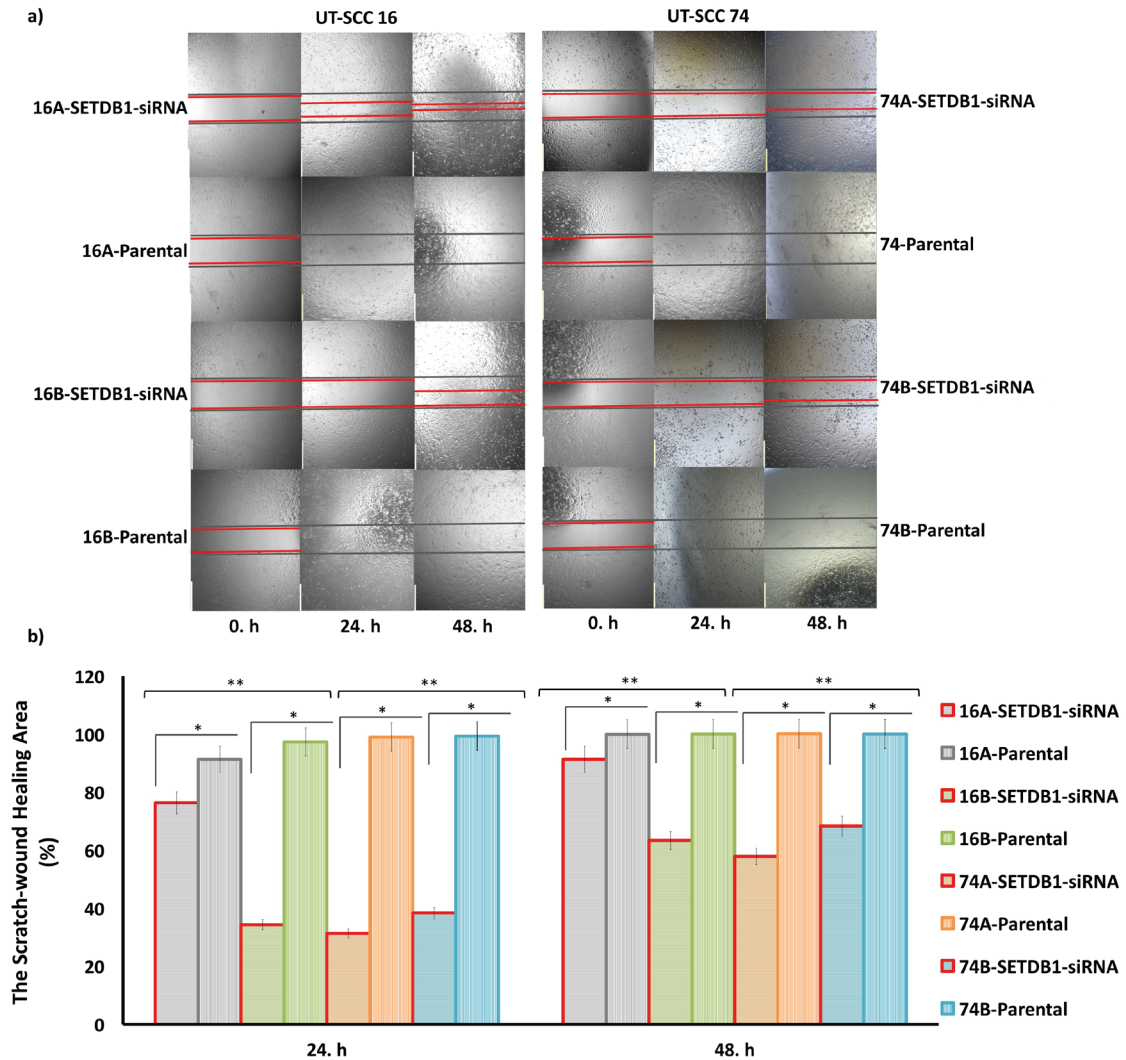 a)
UT-SCC 16
UT-SCC 74
16A-SETDB1-siRNA
74A-SETDB1-siRNA
16A-Parental
74-Parental
16B-SETDB1-siRNA
74B-SETDB1-siRNA
16B-Parental
74B-Parental
0. h
24. h
48. h
0. h
24. h
48. h
b)
The Scratch-wound Healing Area
(%)
120
100
80
60
40
20
0
**
**
**
**
*
*
*
*
*
*
*
*
24. h
48. h
16A-SETDB1-siRNA
16A-Parental
16B-SETDB1-siRNA
16B-Parental
74A-SETDB1-siRNA
74A-Parental
74B-SETDB1-siRNA
74B-Parental